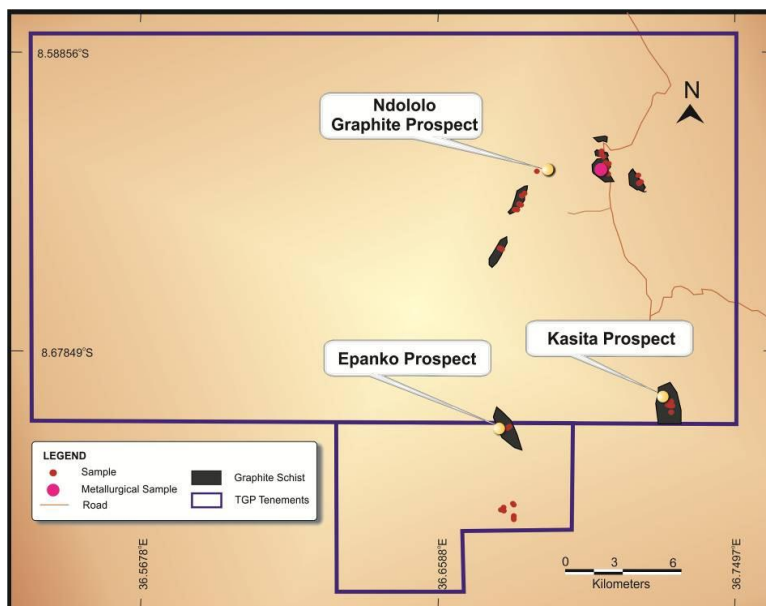 8.58856°S
Ndololo
Graphite Prospect
N
8.67849°S
Epanko Prospect
Kasita Prospect
LEGEND
Sample
Metallurgical Sample
Road
Graphite Schist
TGP Tenements
36.5678°E
36.6588°E
36.7497°E
0 3 6
Kilometers